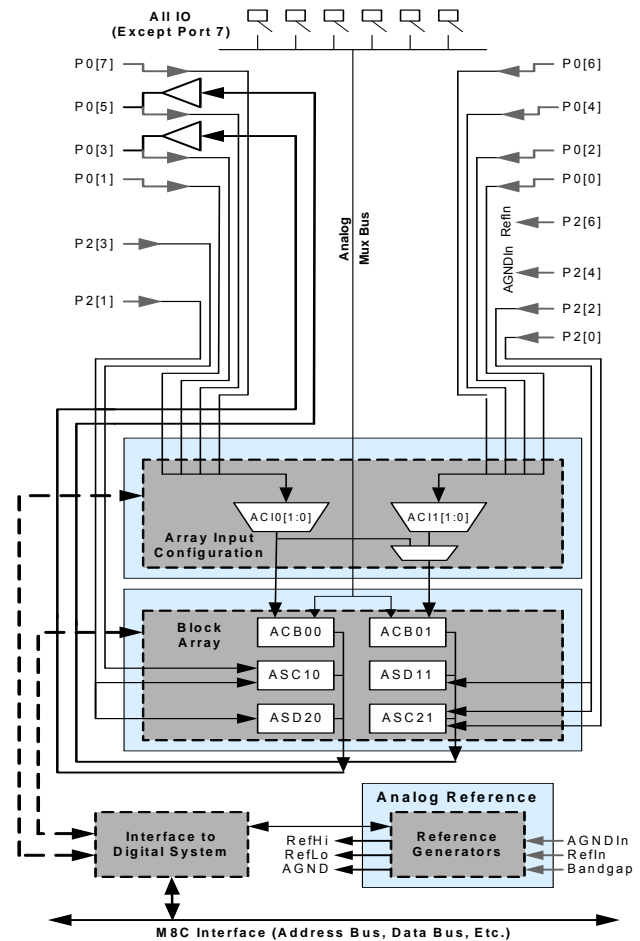 All IO
(Except Port 7)
P0[7]
P0[5]
P0[3]
P0[1]
P2[3]
P2[1]
P0[6]
P0[4]
P0[2]
P0[0]
P2[6]
P2[4]
P2[2]
P2[0]
AGNDIn RefIn
Analog
Mux Bus
ACI0[1:0]
ACI1[1:0]
Array Input
Configuration
Block
Array
ACB00
ACB01
ASC10
ASD11
ASD20
ASC21
Analog Reference
Interface to
Digital System
RefHi
RefLo
AGND
Reference
Generators
AGNDIn
RefIn
Bandgap
M8C Interface (Address Bus, Data Bus, Etc.)